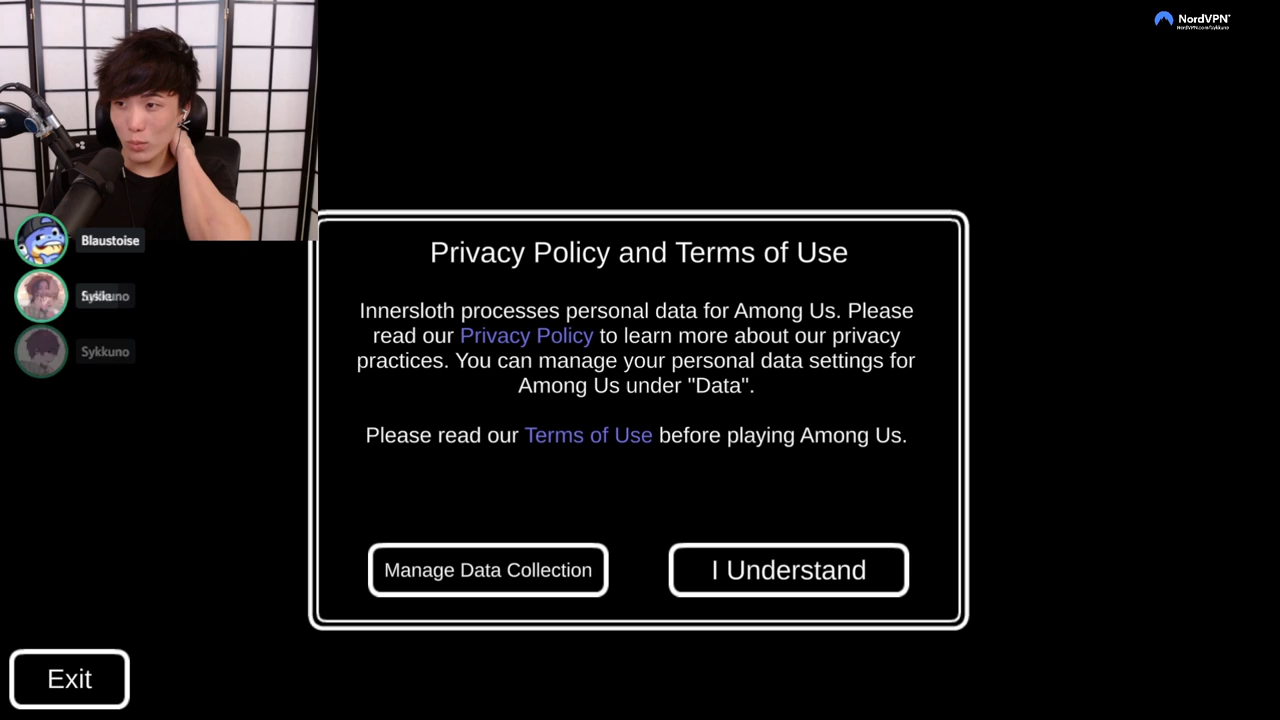 NordVPN
NordVPN.com/sykkuno
Blaustoise
Sykkuno
Privacy Policy and Terms of Use
Innersloth processes personal data for Among Us. Please
read our Privacy Policy to learn more about our privacy
practices. You can manage your personal data settings for
Among Us under "Data".
Please read our Terms of Use before playing Among Us.
Manage Data Collection
I Understand
Exit